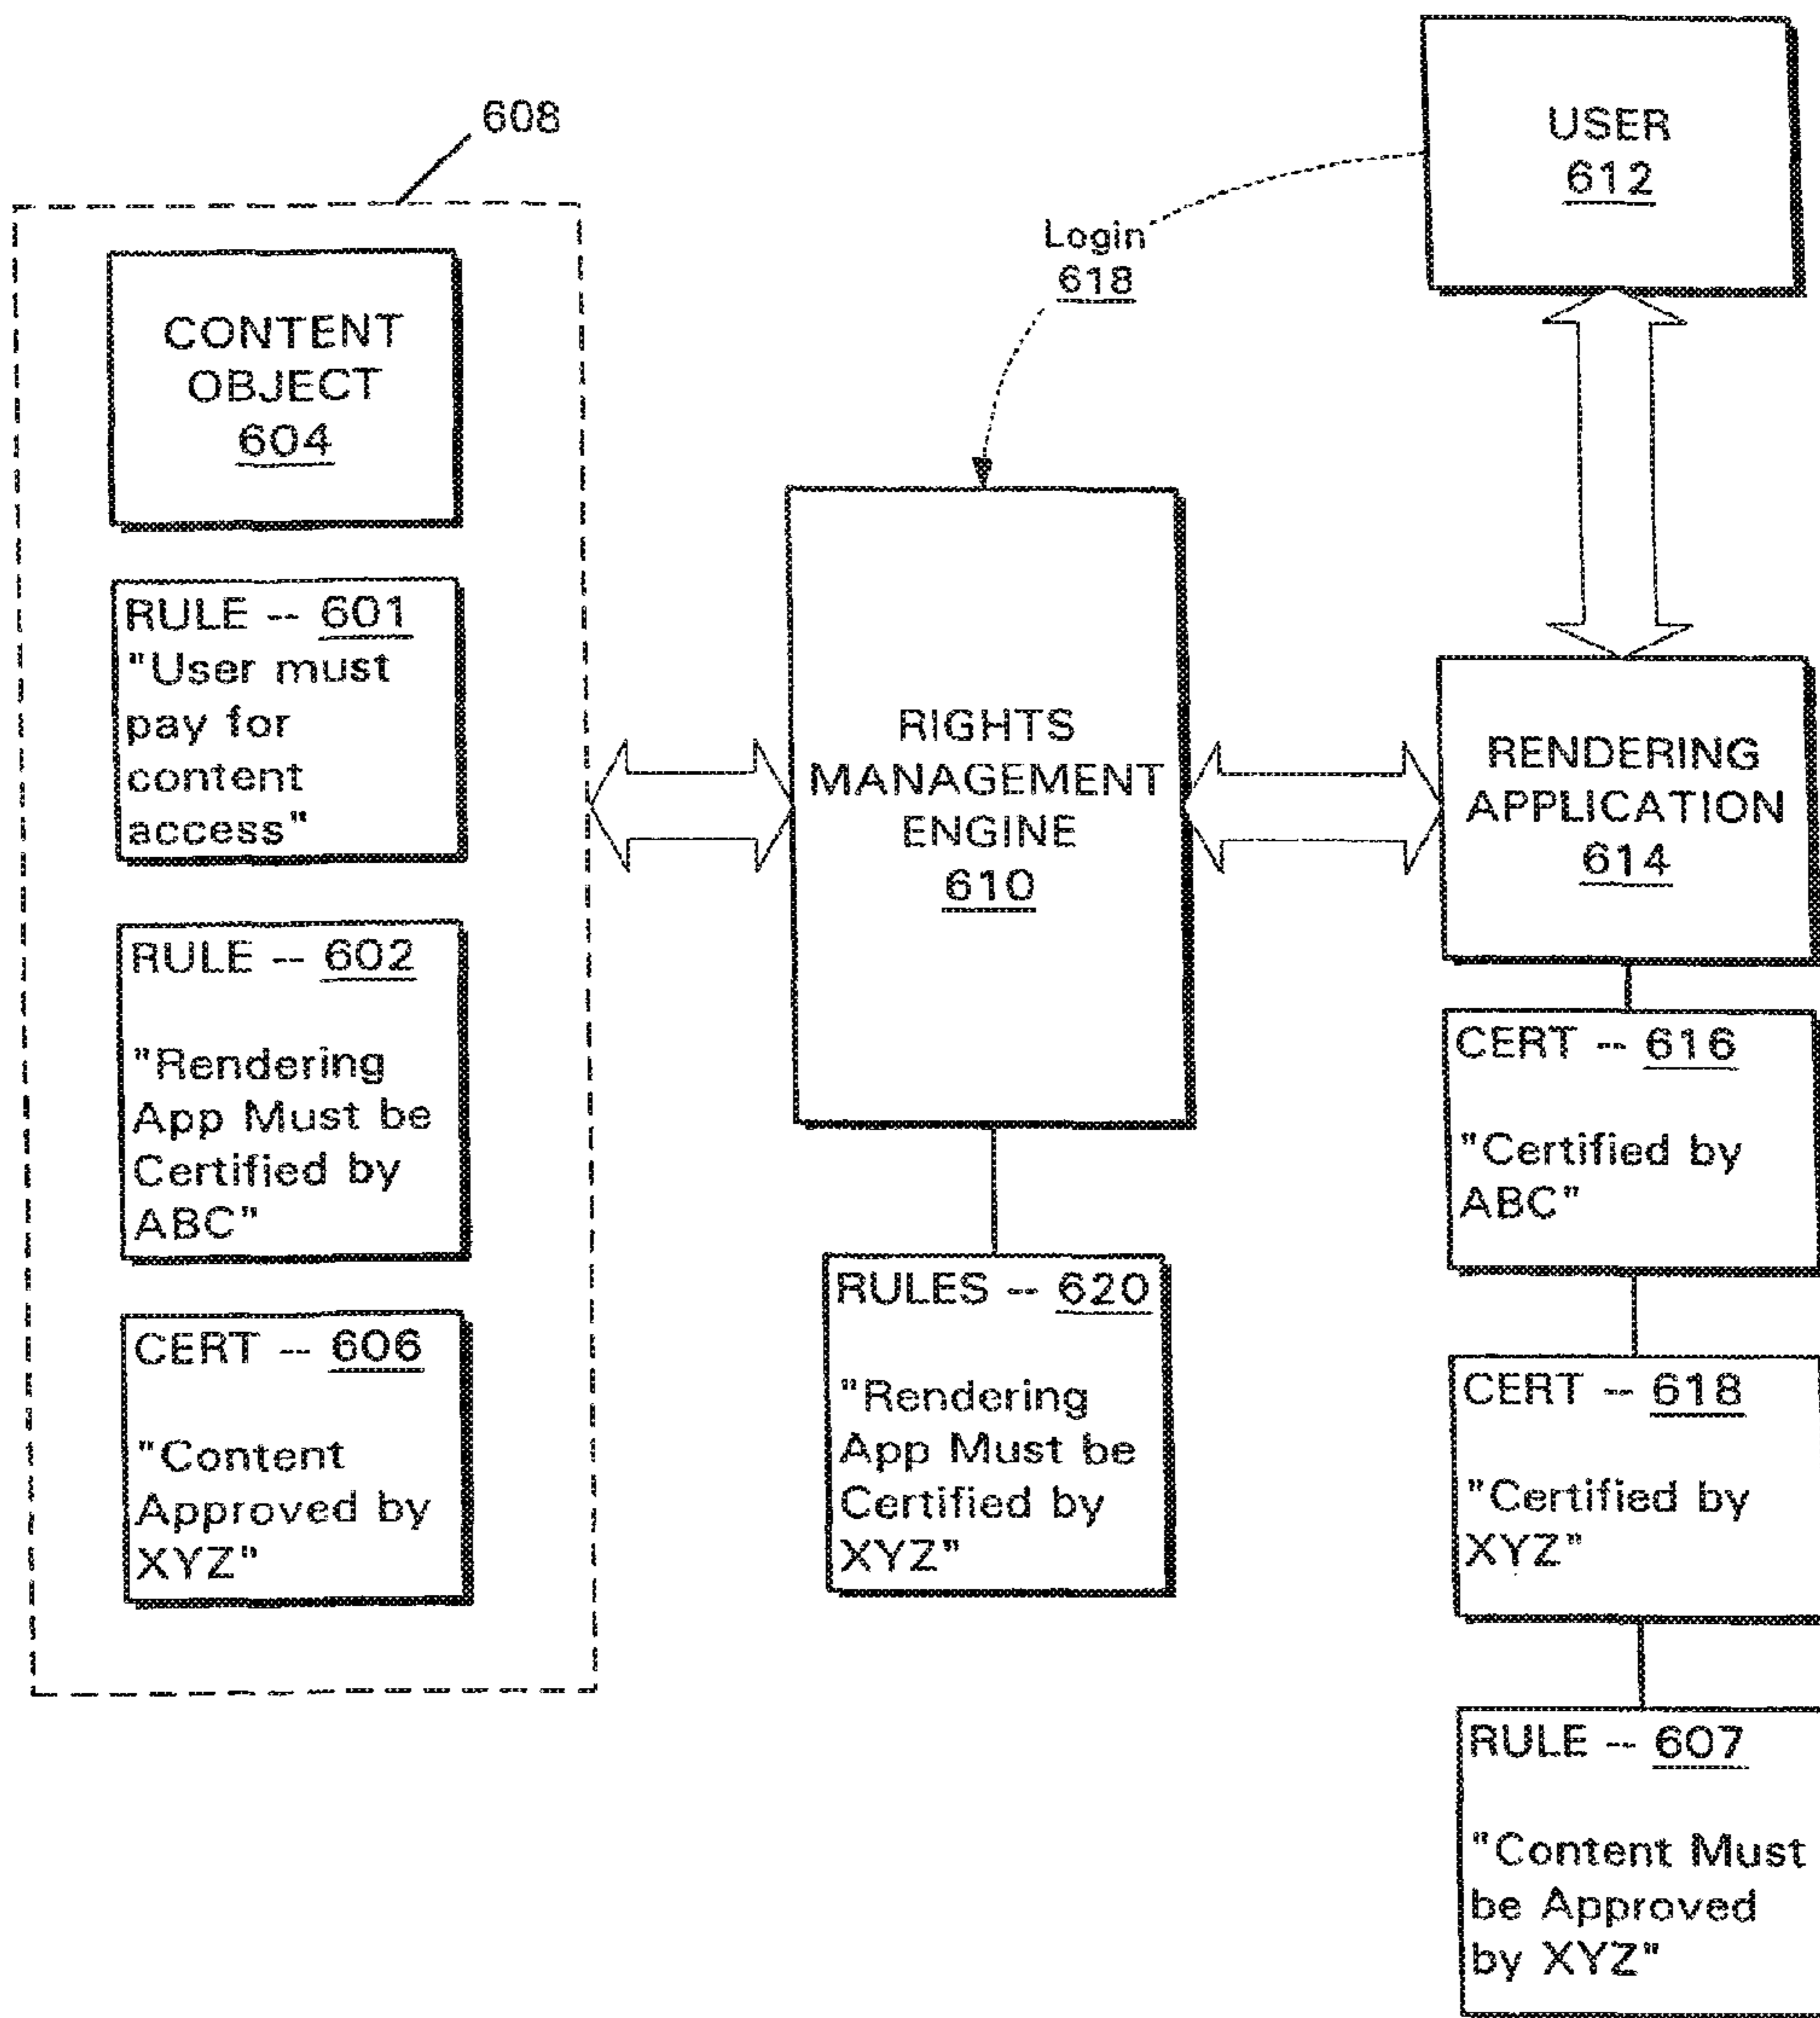 608
CONTENT
OBJECT
604
RULE -- 601
"User must
pay for
content
access"
RULE -- 602
"Rendering
App Must be
Certified by
ABC"
CERT -- 606
"Content
Approved by
XYZ"
Login
618
RIGHTS
MANAGEMENT
ENGINE
610
RULES -- 620
"Rendering
App Must be
Certified by
XYZ"
USER
612
RENDERING
APPLICATION
614
CERT -- 616
"Certified by
ABC"
CERT -- 618
"Certified by
XYZ"
RULE -- 607
"Content Must
be Approved
by XYZ"